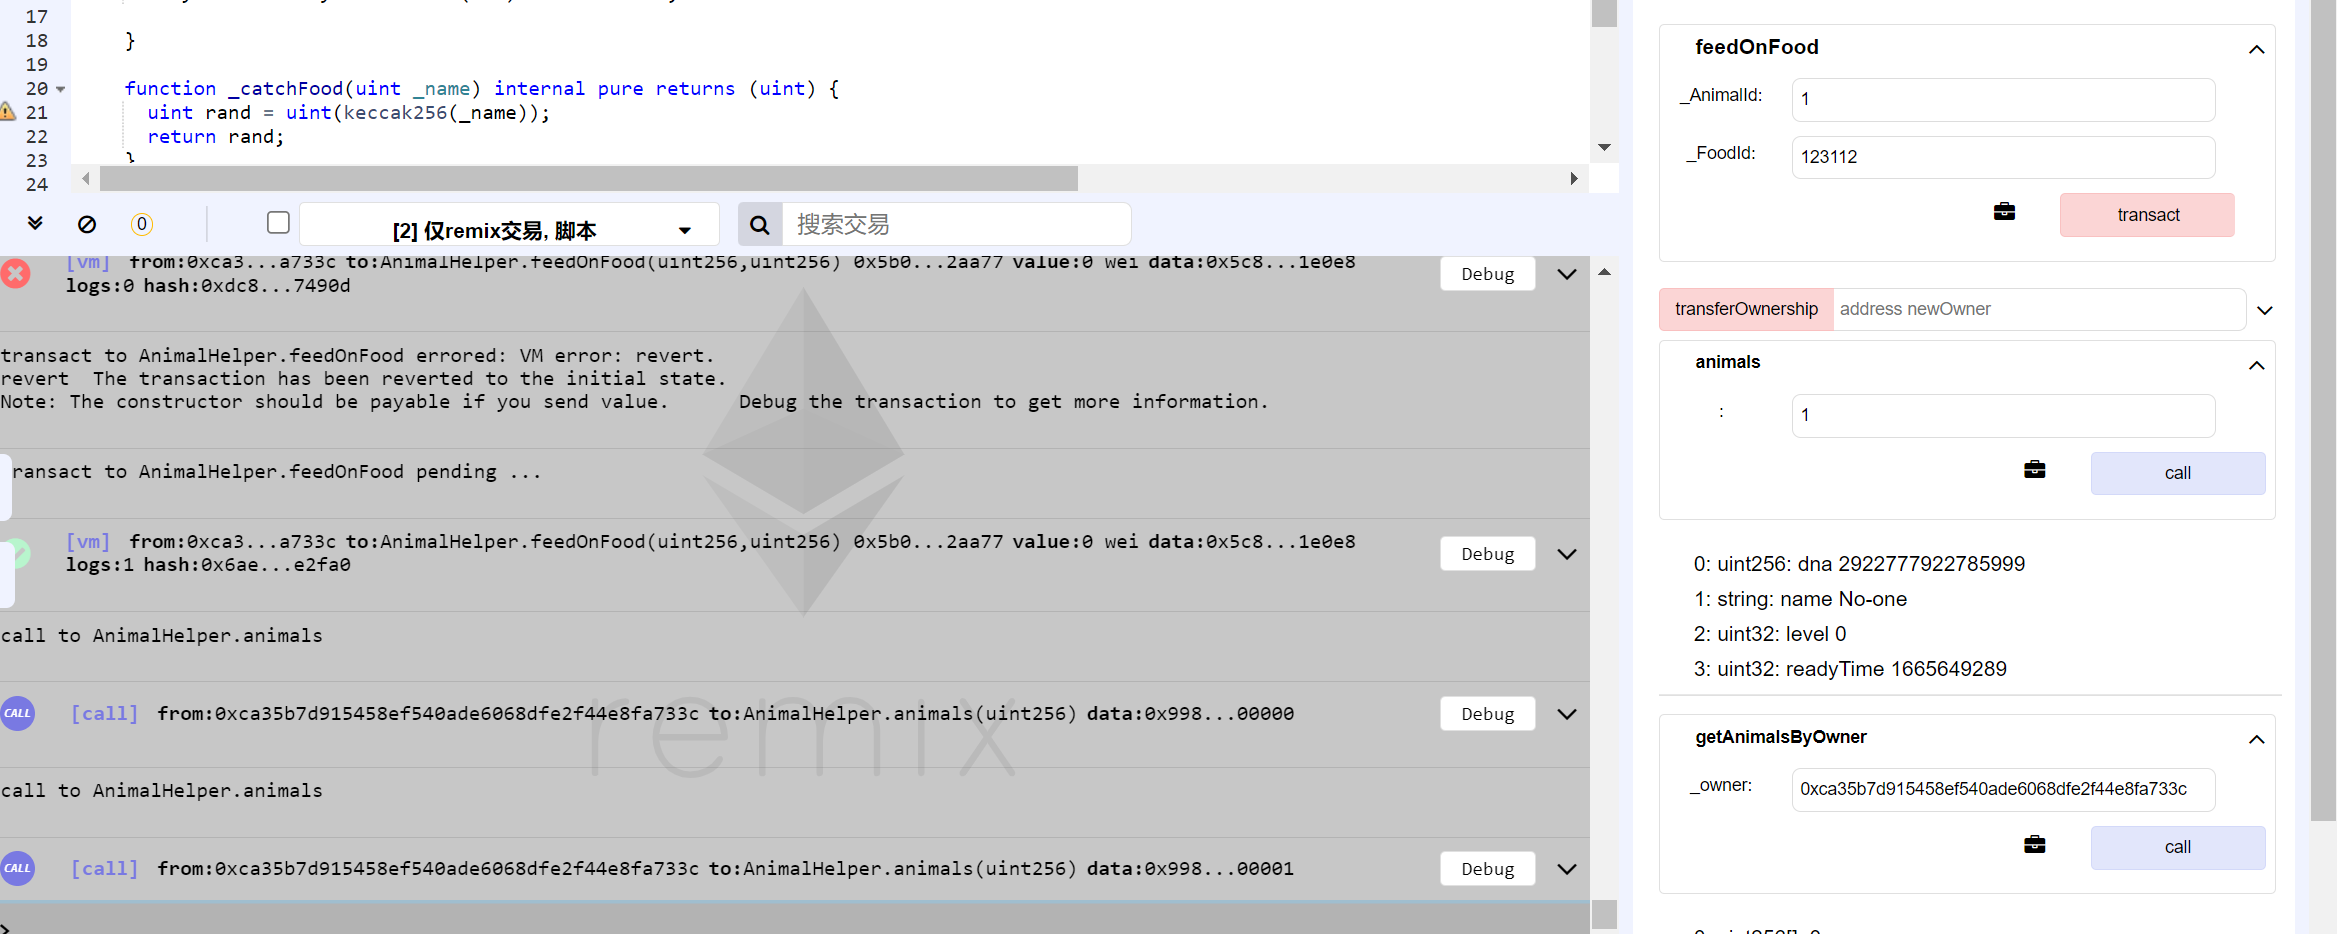 17
18 }
19
20 function _catchFood(uint _name) internal pure returns (uint) {
21 uint rand = uint(keccak256(_name));
22 return rand;
23 }
24
0
[2] 仅remix交易, 脚本
搜索交易
[vm] from:0xca3...a733c to:AnimalHelper.feedOnFood(uint256,uint256) 0x5b0...2aa77 value:0 wei data:0x5c8...1e0e8
logs:0 hash:0xdc8...7490d
Debug
transact to AnimalHelper.feedOnFood errored: VM error: revert.
revert The transaction has been reverted to the initial state.
Note: The constructor should be payable if you send value. Debug the transaction to get more information.
ransact to AnimalHelper.feedOnFood pending ...
[vm] from:0xca3...a733c to:AnimalHelper.feedOnFood(uint256,uint256) 0x5b0...2aa77 value:0 wei data:0x5c8...1e0e8
logs:1 hash:0x6ae...e2fa0
Debug
call to AnimalHelper.animals
CALL [call] from:0xca35b7d915458ef540ade6068dfe2f44e8fa733c to:AnimalHelper.animals(uint256) data:0x998...00000
Debug
remix
call to AnimalHelper.animals
CALL [call] from:0xca35b7d915458ef540ade6068dfe2f44e8fa733c to:AnimalHelper.animals(uint256) data:0x998...00001
Debug
>
feedOnFood
_AnimalId: 1
_FoodId: 123112
transact
transferOwnership address newOwner
animals
: 1
call
0: uint256: dna 2922777922785999
1: string: name No-one
2: uint32: level 0
3: uint32: readyTime 1665649289
getAnimalsByOwner
_owner: 0xca35b7d915458ef540ade6068dfe2f44e8fa733c
call